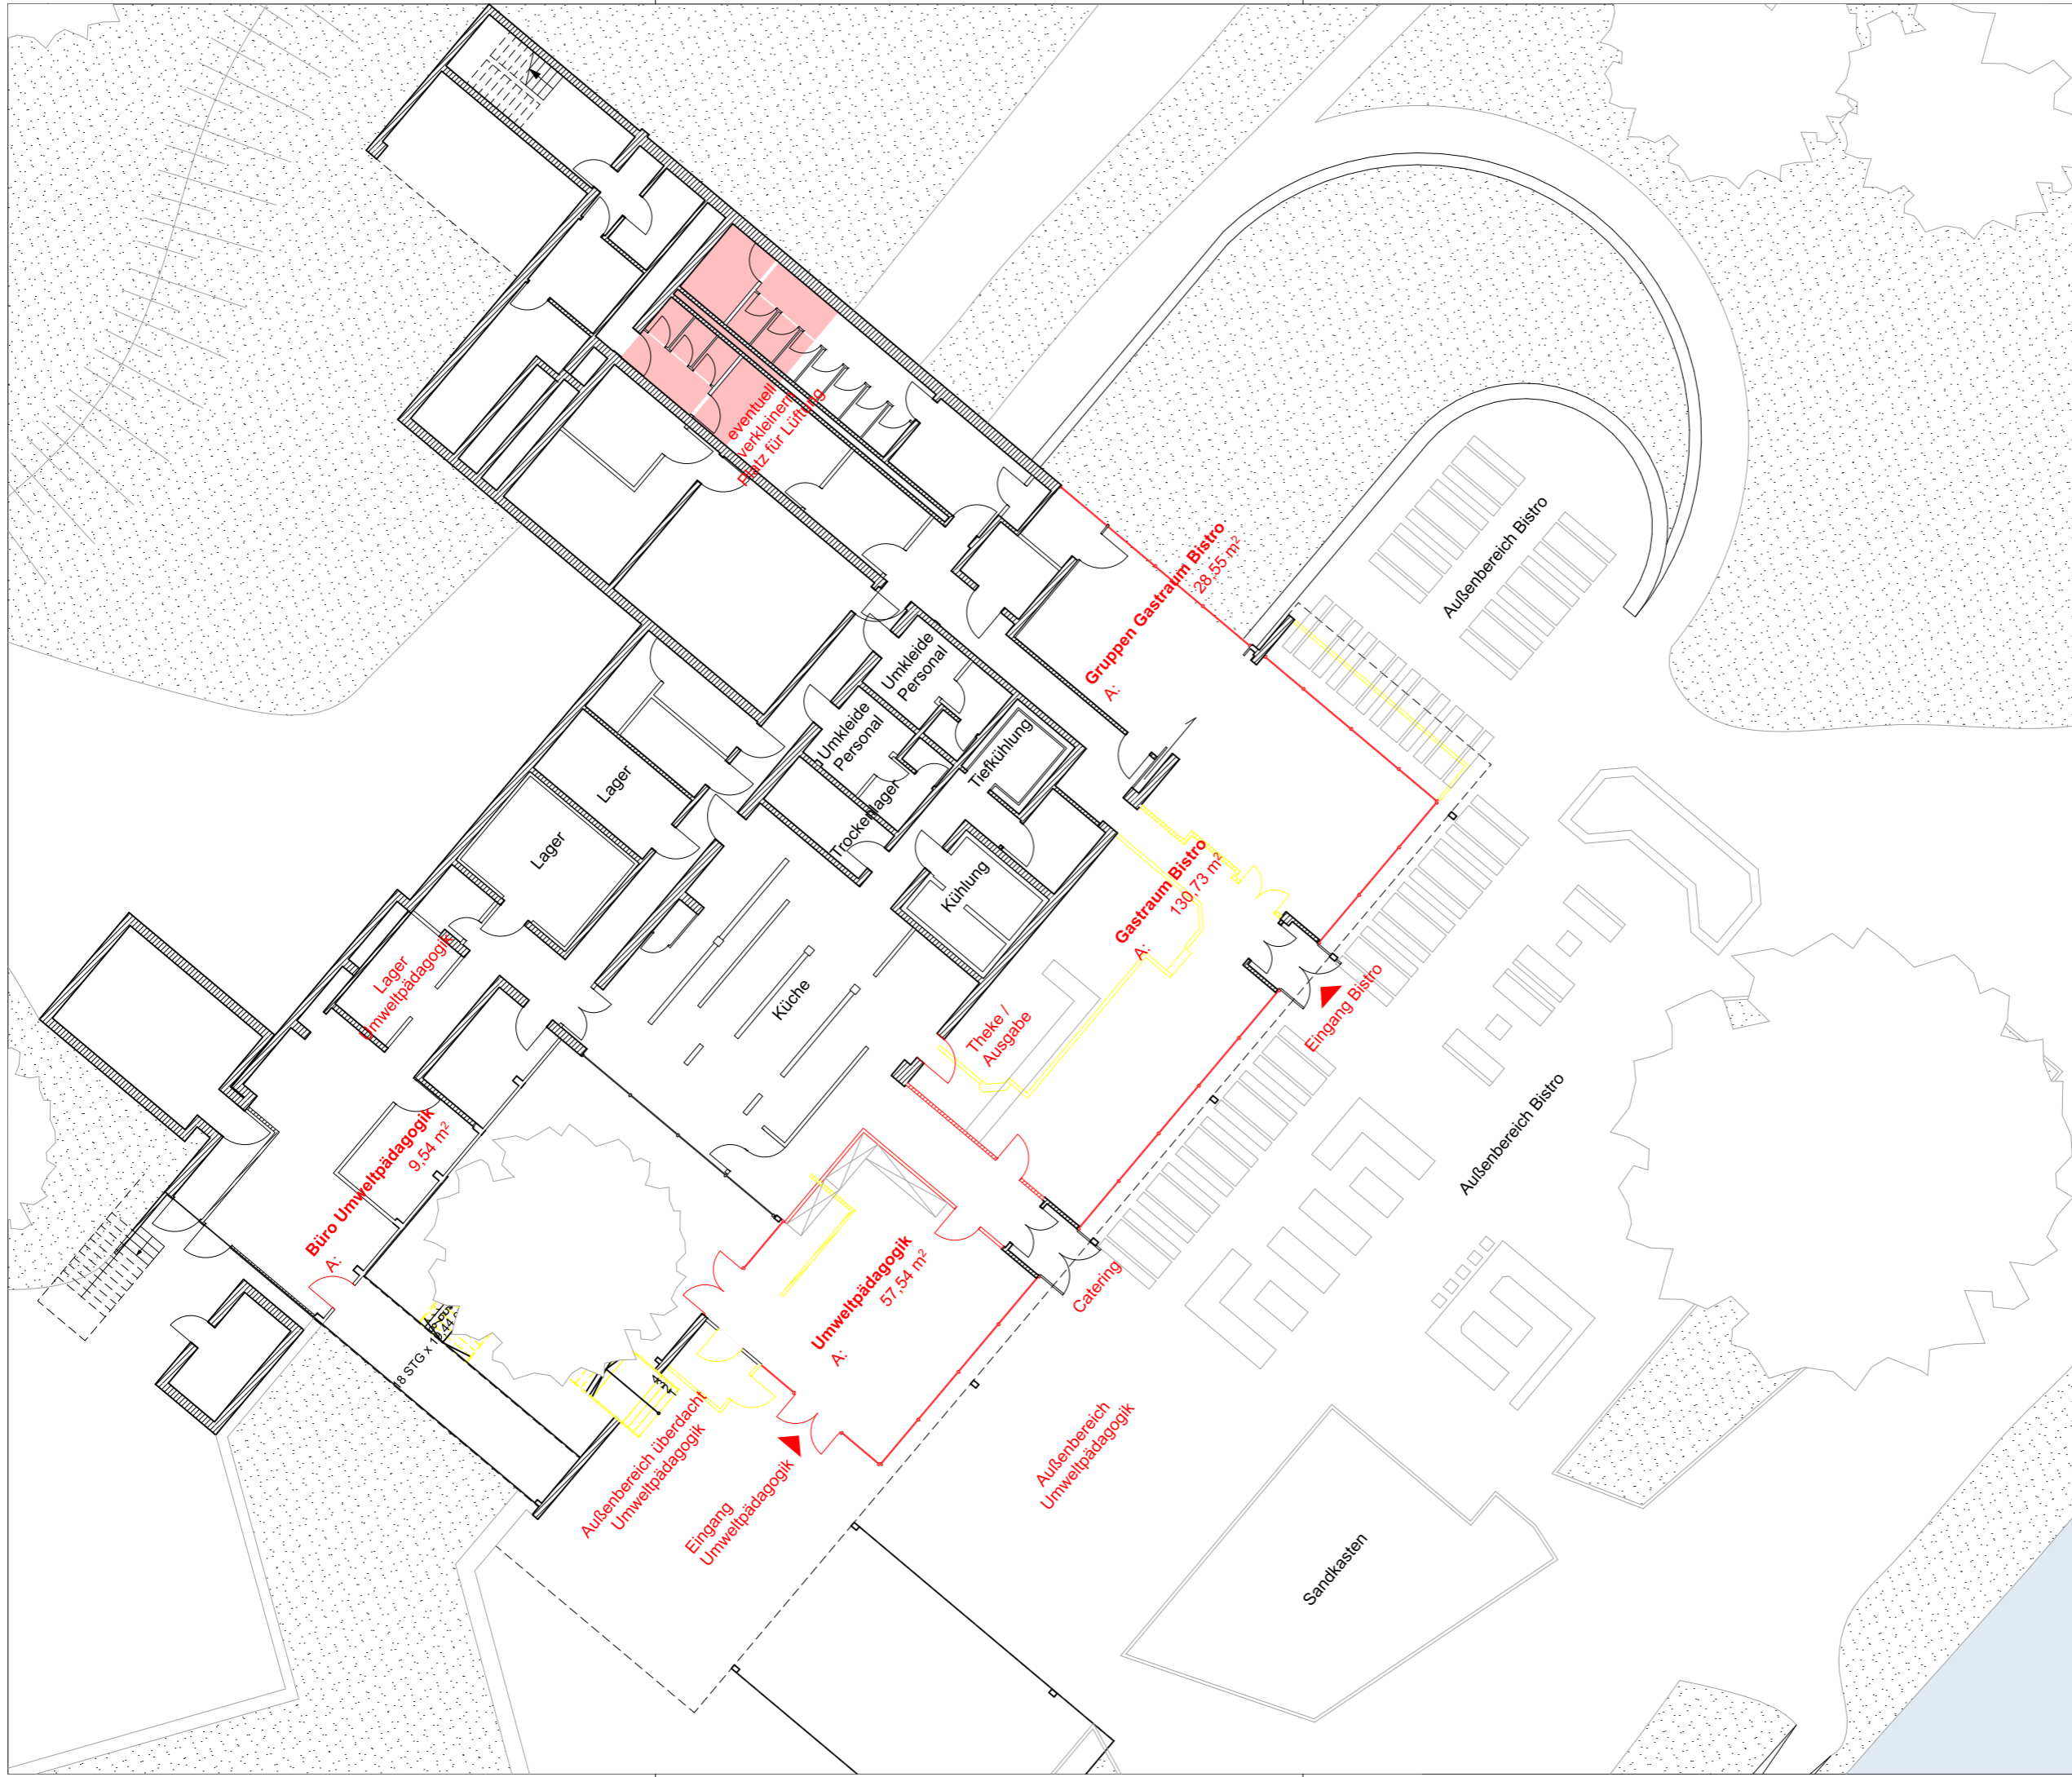 eventuell
verkleinern
Platz für Lüftung
Gruppen Gastraum Bistro
28,55 m²
A:
Außenbereich Bistro
Umkleide
Personal
Umkleide
Personal
Tiefkühlung
Trockenlager
Lager
Lager
Kühlung
Gastraum Bistro
130,73 m²
A:
Lager
Umweltpädagogik
Küche
Theke /
Ausgabe
Eingang Bistro
Außenbereich Bistro
Büro Umweltpädagogik
9,54 m²
A:
Umweltpädagogik
57,54 m²
A:
Catering
Außenbereich überdacht
Umweltpädagogik
Eingang
Umweltpädagogik
Außenbereich
Umweltpädagogik
Sandkasten